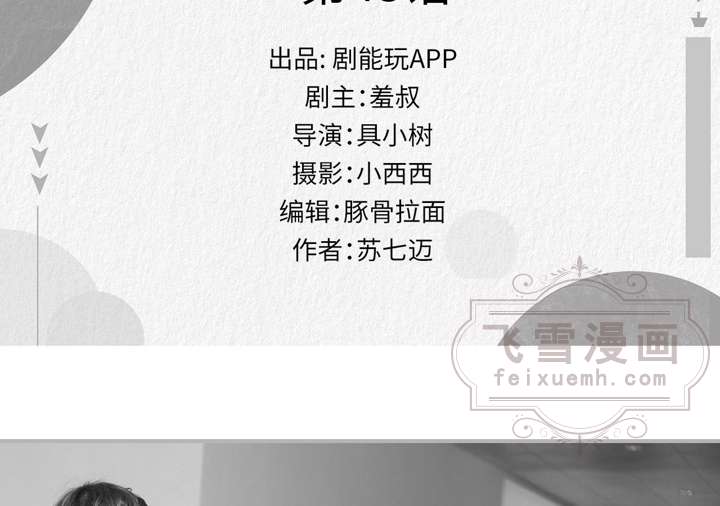 出品: 剧能玩APP
剧主：羞叔
导演：具小树
摄影：小西西
编辑：豚骨拉面
作者：苏七迈
飞雪漫画
feixuemh.com